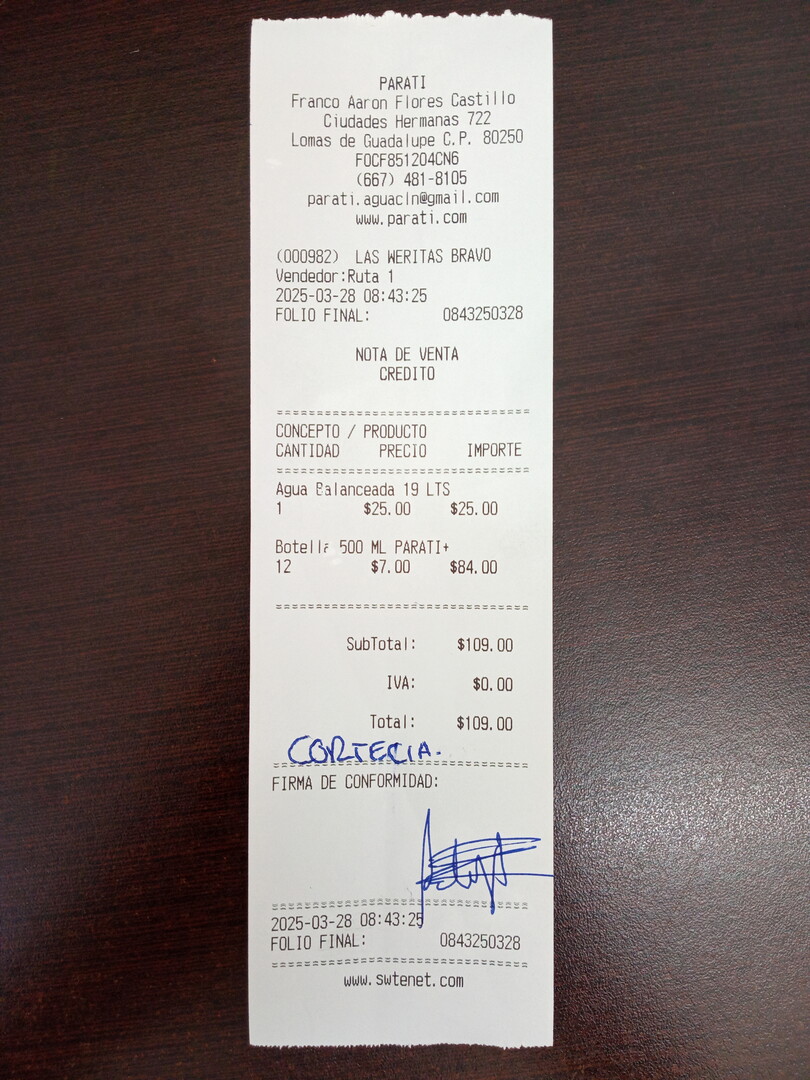 PARATI
Franco Aaron Flores Castillo
Ciudades Hermanas 722
Lomas de Guadalupe C.P. 80250
FOCF851204CN6
(667) 481-8105
parati.aguacln@gmail.com
www.parati.com
(000982) LAS WERITAS BRAVO
Vendedor:Ruta 1
2025-03-28 08:43:25
FOLIO FINAL: 0843250328
NOTA DE VENTA
CREDITO
================================
CONCEPTO / PRODUCTO
CANTIDAD PRECIO IMPORTE
================================
Agua Balanceada 19 LTS
1 $25.00 $25.00
Botella 500 ML PARATI+
12 $7.00 $84.00
================================
SubTotal: $109.00
IVA: $0.00
Total: $109.00
CORTECIA.
================================
FIRMA DE CONFORMIDAD:
================================
2025-03-28 08:43:25
FOLIO FINAL: 0843250328
================================
www.swtenet.com